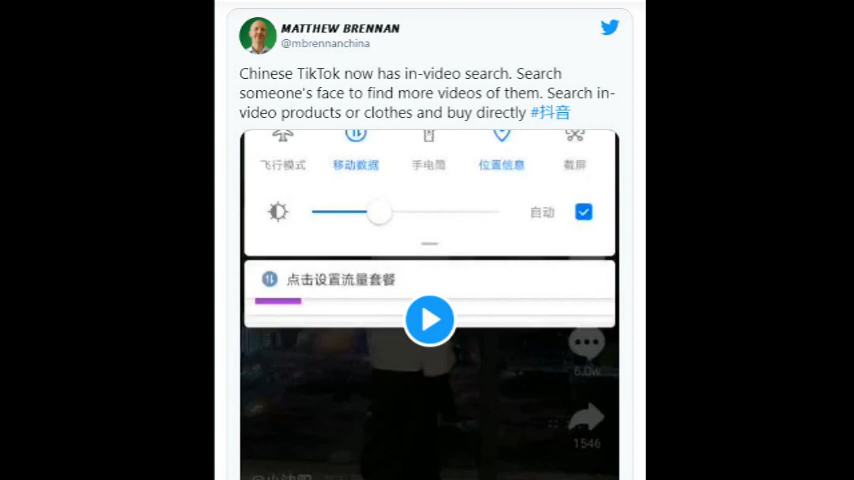 MATTHEW BRENNAN
@mbrennanchina
Chinese TikTok now has in-video search. Search
someone's face to find more videos of them. Search in-
video products or clothes and buy directly #抖音
飞行模式 移动数据 手电筒 位置信息 截屏
自动
点击设置流量套餐
6.0w
1546